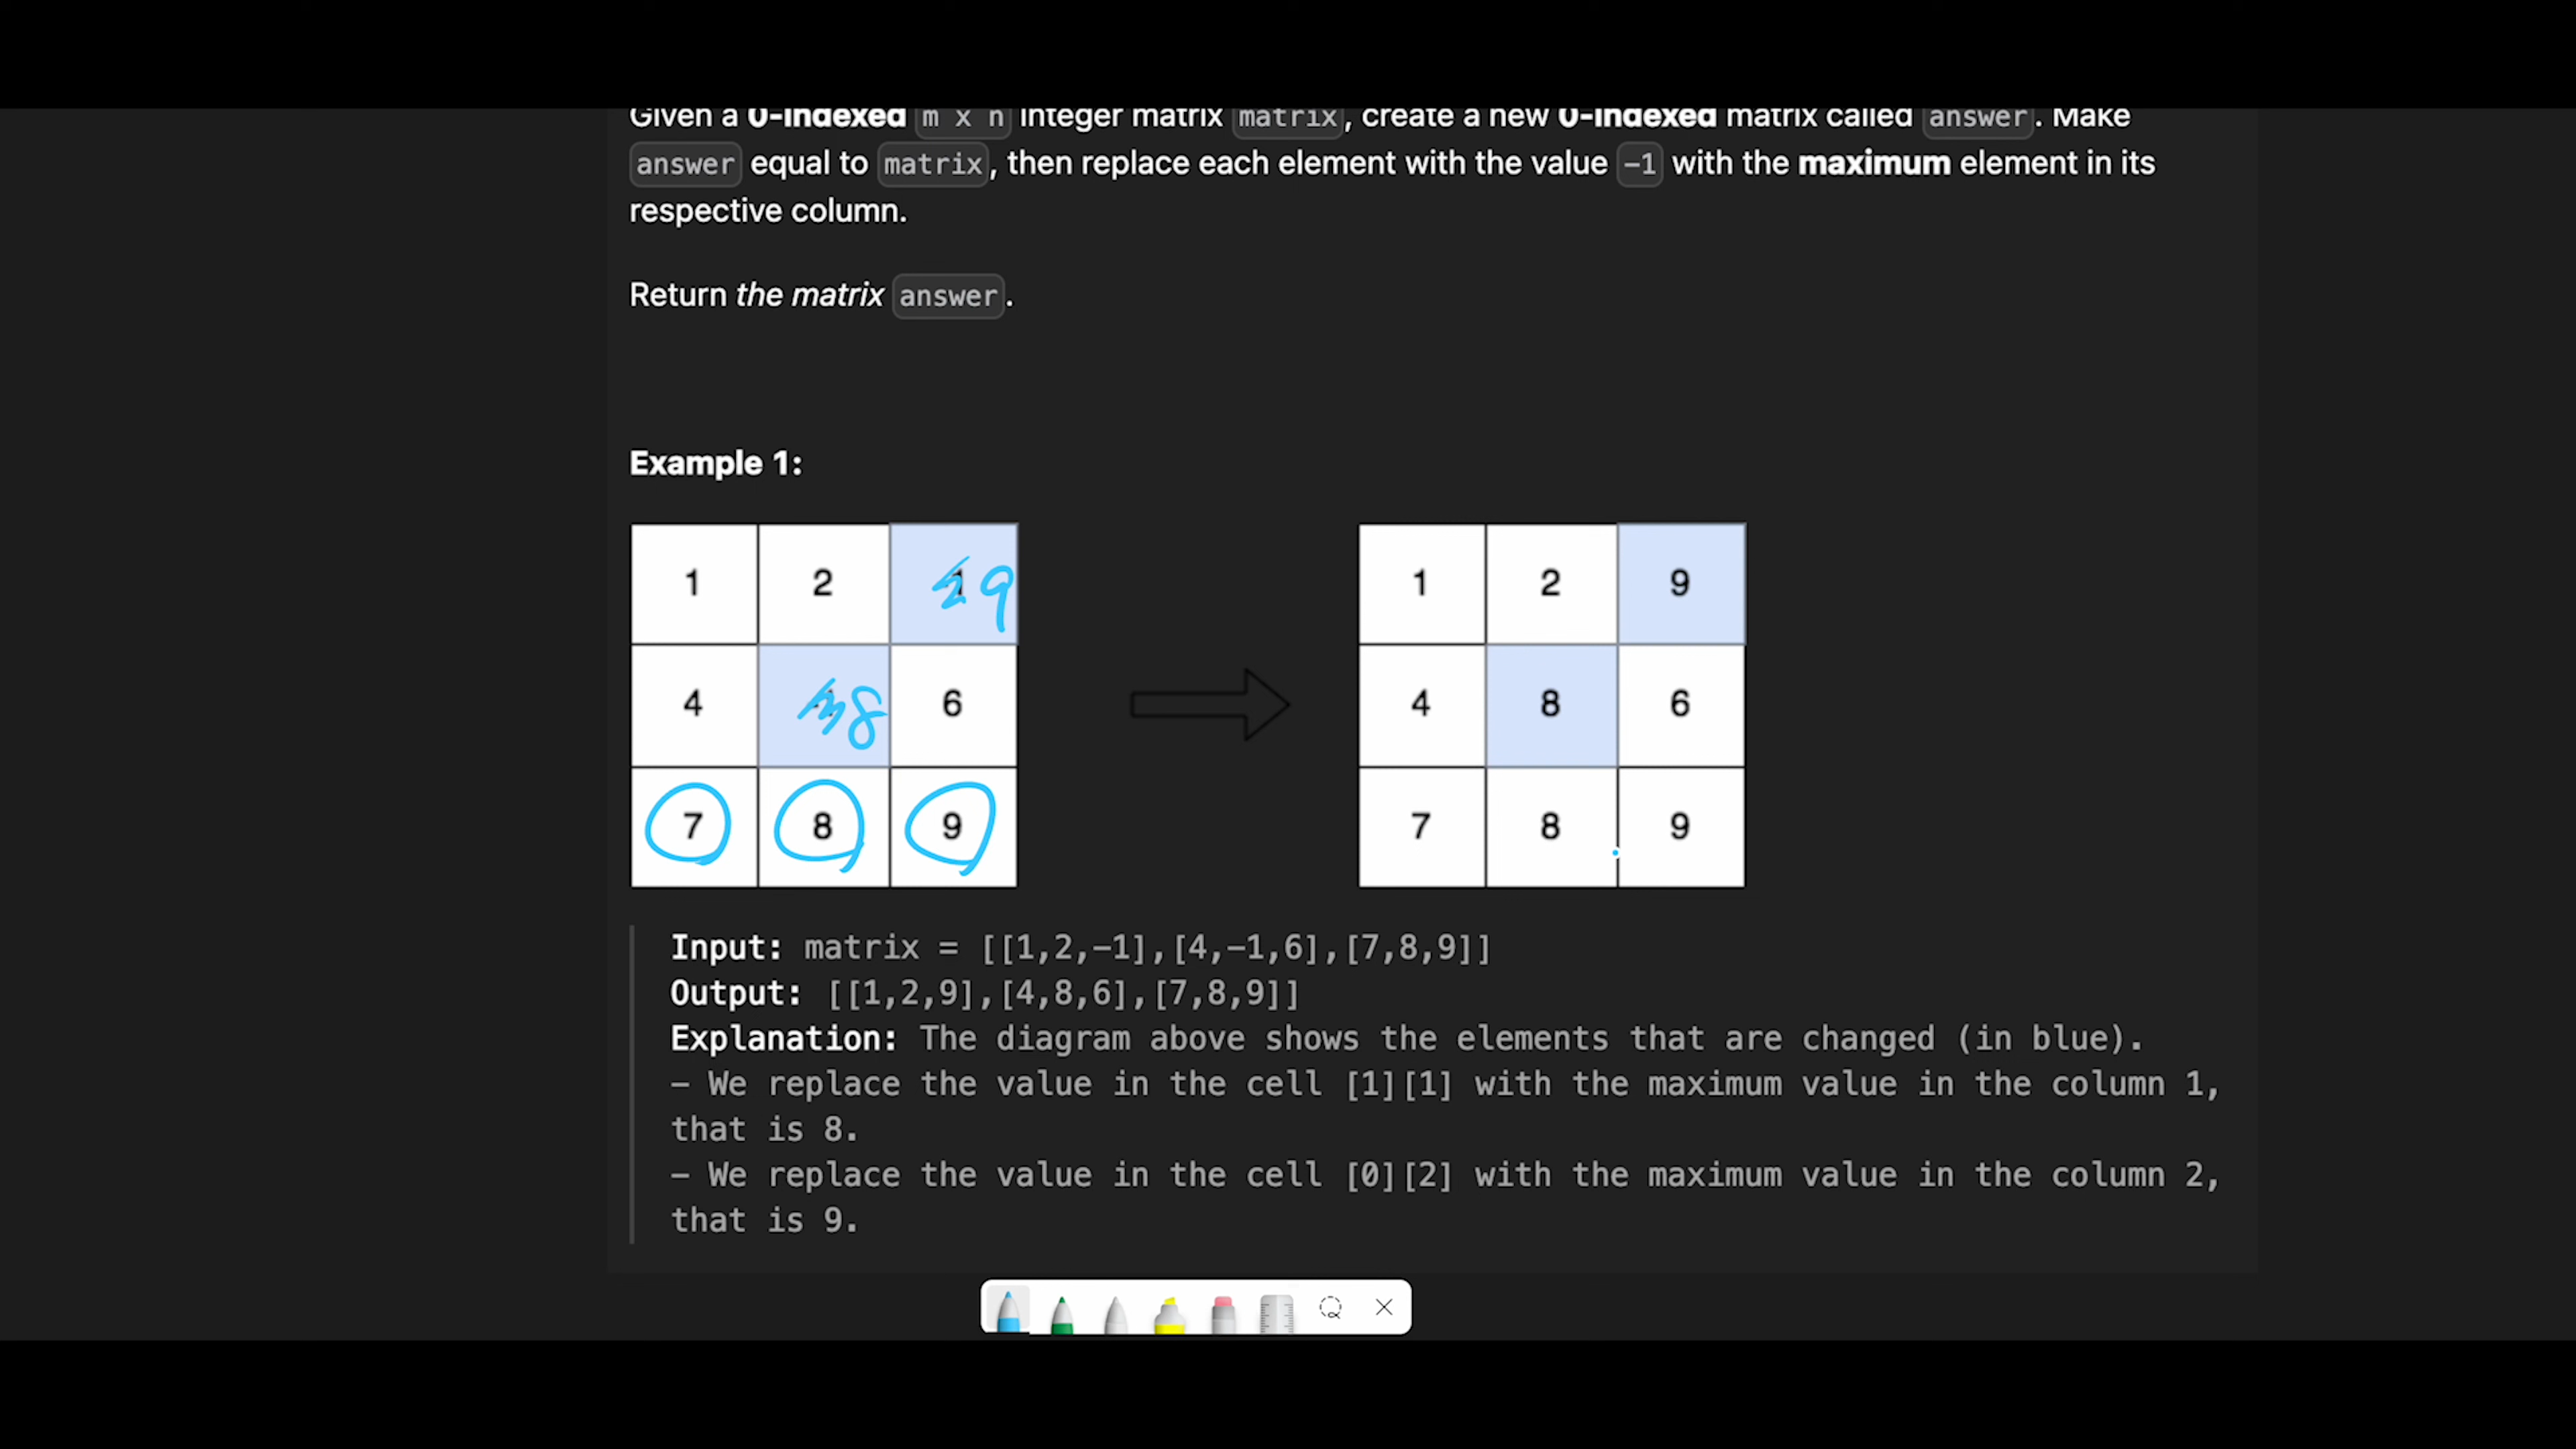 Given a 0-indexed m x n integer matrix matrix, create a new 0-indexed matrix called answer. Make
answer equal to matrix, then replace each element with the value -1 with the maximum element in its
respective column.
Return the matrix answer.
Example 1:
1 2 9 1 2 9
4 8 6 4 8 6
7 8 9 7 8 9
Input: matrix = [[1,2,-1],[4,-1,6],[7,8,9]]
Output: [[1,2,9],[4,8,6],[7,8,9]]
Explanation: The diagram above shows the elements that are changed (in blue).
- We replace the value in the cell [1][1] with the maximum value in the column 1,
that is 8.
- We replace the value in the cell [0][2] with the maximum value in the column 2,
that is 9.